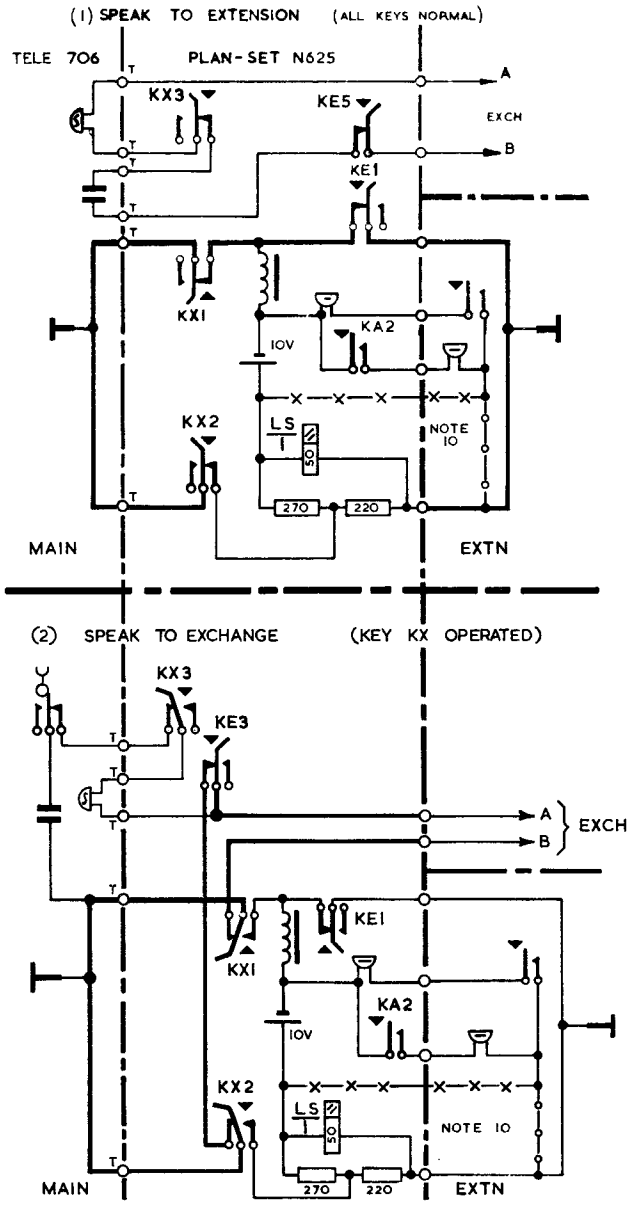 (1) SPEAK TO EXTENSION (ALL KEYS NORMAL)
TELE 706 T PLAN-SET N625
A
KX3 KE5
EXCH
T B
T
KE1
T
T
KX1
KA2
10V
KX2 LS NOTE
50 10
T 270 220
MAIN EXTN
(2) SPEAK TO EXCHANGE (KEY KX OPERATED)
KX3
KE3
T
T
A
T EXCH
B
T
KE1
KX1
KA2
10V
KX2
LS
50 NOTE 10
T
MAIN 270 220 EXTN